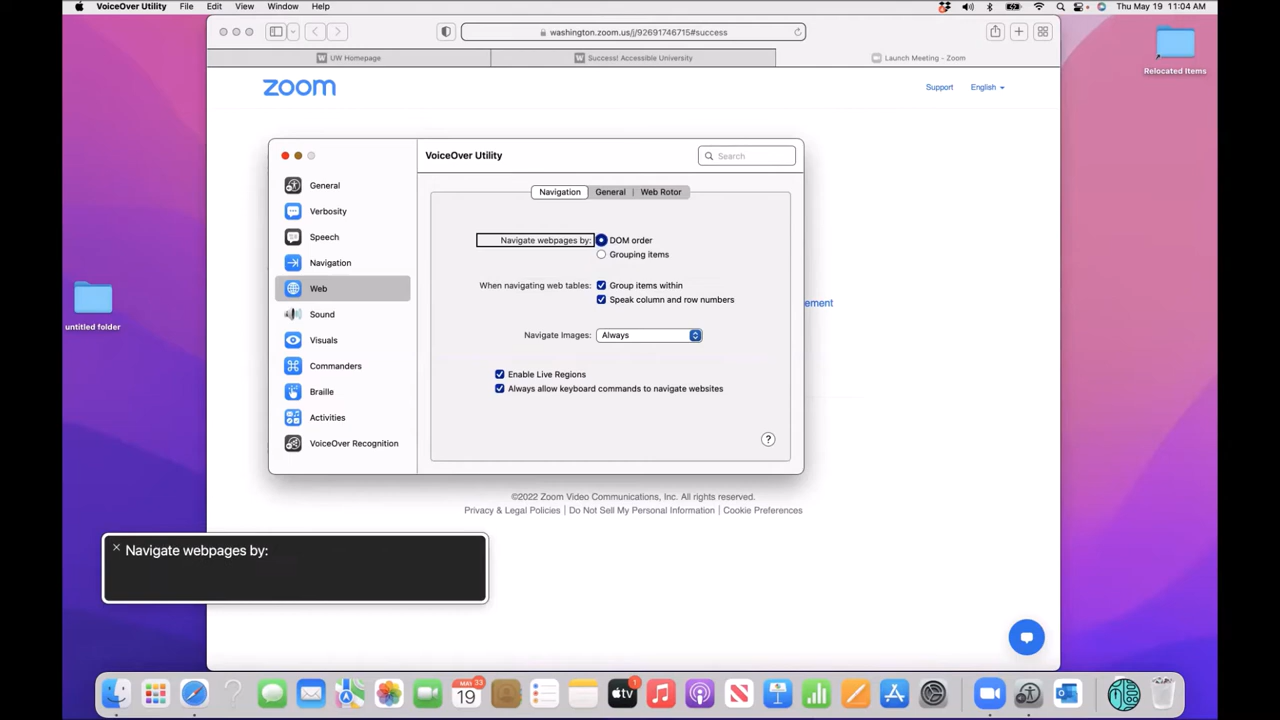 VoiceOver Utility File Edit View Window Help Thu May 19 11:04 AM
washington.zoom.us/j/92691746715#success
UW Homepage
Success! Accessible University
Launch Meeting - Zoom
Relocated Items
zoom
Support English
VoiceOver Utility
Search
General
Verbosity
Speech
Navigation
Web
Sound
Visuals
Commanders
Braille
Activities
VoiceOver Recognition
Navigation General Web Rotor
Navigate webpages by: DOM order
Grouping items
When navigating web tables: Group items within
Speak column and row numbers
Navigate Images: Always
Enable Live Regions
Always allow keyboard commands to navigate websites
?
ement
untitled folder
©2022 Zoom Video Communications, Inc. All rights reserved.
Privacy & Legal Policies Do Not Sell My Personal Information Cookie Preferences
Navigate webpages by:
MAY 33
19
tv 1